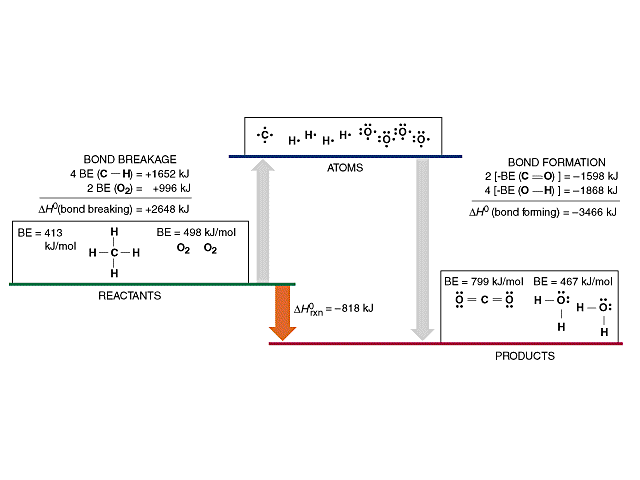 ·C·
H· H· H· H· ·O· ·O· ·O· ·O·
ATOMS
BOND BREAKAGE
4 BE (C — H) = +1652 kJ
2 BE (O₂) = +996 kJ
ΔH⁰(bond breaking) = +2648 kJ
BOND FORMATION
2 [-BE (C =O) ] = −1598 kJ
4 [-BE (O — H) ] = −1868 kJ
ΔH⁰ (bond forming) = −3466 kJ
BE = 413
kJ/mol
H
H — C — H
H
BE = 498 kJ/mol
O₂ O₂
REACTANTS
ΔH⁰rxn = −818 kJ
BE = 799 kJ/mol
O = C = O
BE = 467 kJ/mol
H — O:
H
H — O:
H
PRODUCTS